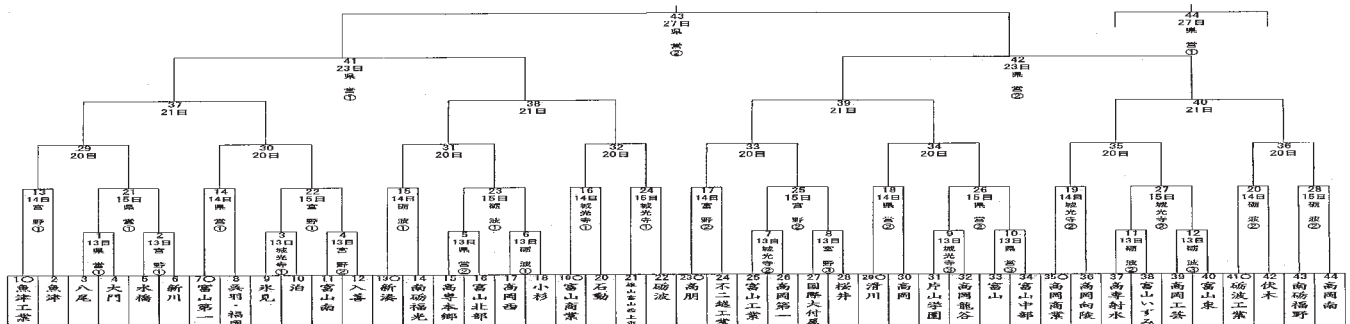 43
27日
県営②
44
27日
県営①
41
23日
県営①
42
23日
県営②
37
21日
38
21日
39
21日
40
21日
29
20日
30
20日
31
20日
32
20日
33
20日
34
20日
35
20日
36
20日
13
14日
富野①
21
15日
県営①
14
14日
県営①
22
15日
富野①
15
14日
砺波①
23
15日
砺波①
16
14日
城光寺①
24
15日
城光寺①
17
14日
富野②
25
15日
富野②
18
14日
県営②
26
15日
県営②
19
14日
城光寺②
27
15日
城光寺②
20
14日
砺波②
28
15日
砺波②
1
13日
県営①
2
13日
富野①
3
13日
城光寺①
4
13日
富野②
5
13日
県営②
6
13日
砺波①
7
13日
城光寺②
8
13日
富野③
9
13日
城光寺③
10
13日
県営③
11
13日
砺波②
12
13日
砺波③
1○ 魚津工業
2 魚津
3 八尾
4 大門
5 水橋
6 新川
7○ 富山第一
8 呉羽・福岡
9 氷見
10 泊
11 富山南
12 入善
13○ 新湊
14 南砺福光
15 高専本郷
16 富山北部
17 高岡西
18 小杉
19○ 富山商業
20 石動
21
22 砺波
23○ 高朋
24 不二越工業
25 富山工業
26 高岡第一
27 国際大付属
28 桜井
29○ 滑川
30 高岡
31 片山学園
32 高岡龍谷
33 富山
34 富山中部
35○ 高岡商業
36 高岡向陵
37 高専射水
38 富山いずみ
39 高岡工芸
40 富山東
41○ 砺波工業
42 伏木
43 南砺福野
44 高岡南